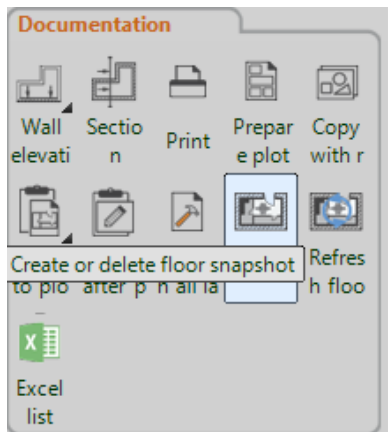 Documentation
Wall Sectio Prepar Copy
elevati n Print e plot with r
Create or delete floor snapshot Refres
to plo after p n all la h floo
Excel
list